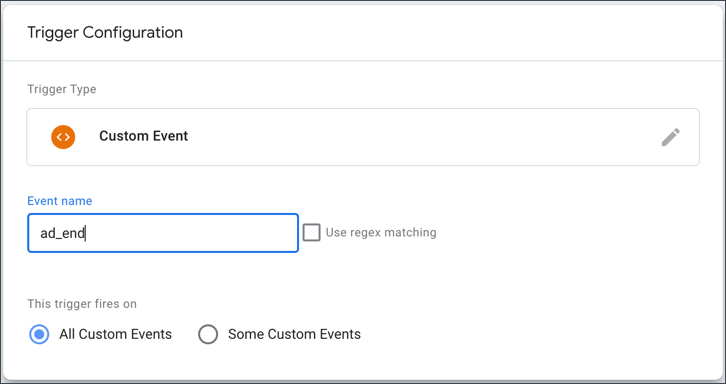 Trigger Configuration
Trigger Type
Custom Event
Event name
ad_end
Use regex matching
This trigger fires on
All Custom Events
Some Custom Events